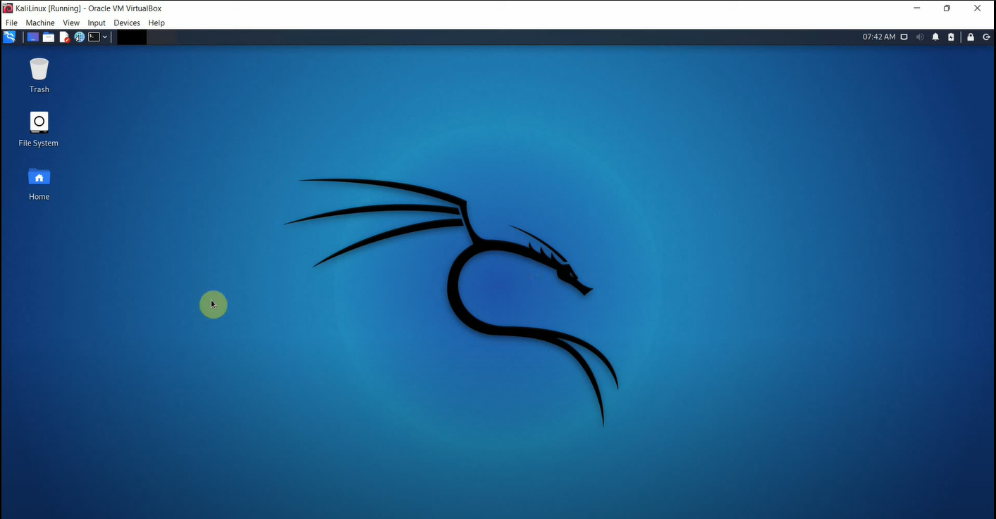 KaliLinux [Running] - Oracle VM VirtualBox
File Machine View Input Devices Help
07:42 AM
Trash
File System
Home